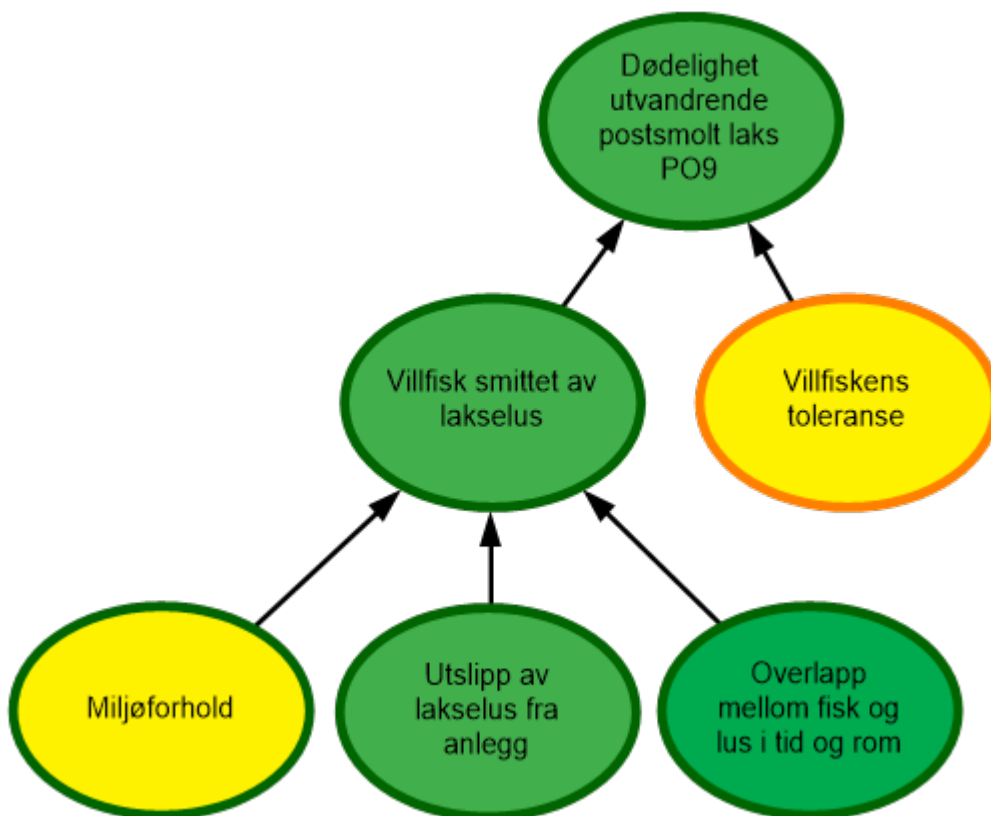 Dødelighet
utvandrende
postsmolt laks
PO9
Villfisk smittet av
lakselus
Villfiskens
toleranse
Miljøforhold
Utslipp av
lakselus fra
anlegg
Overlapp
mellom fisk og
lus i tid og rom